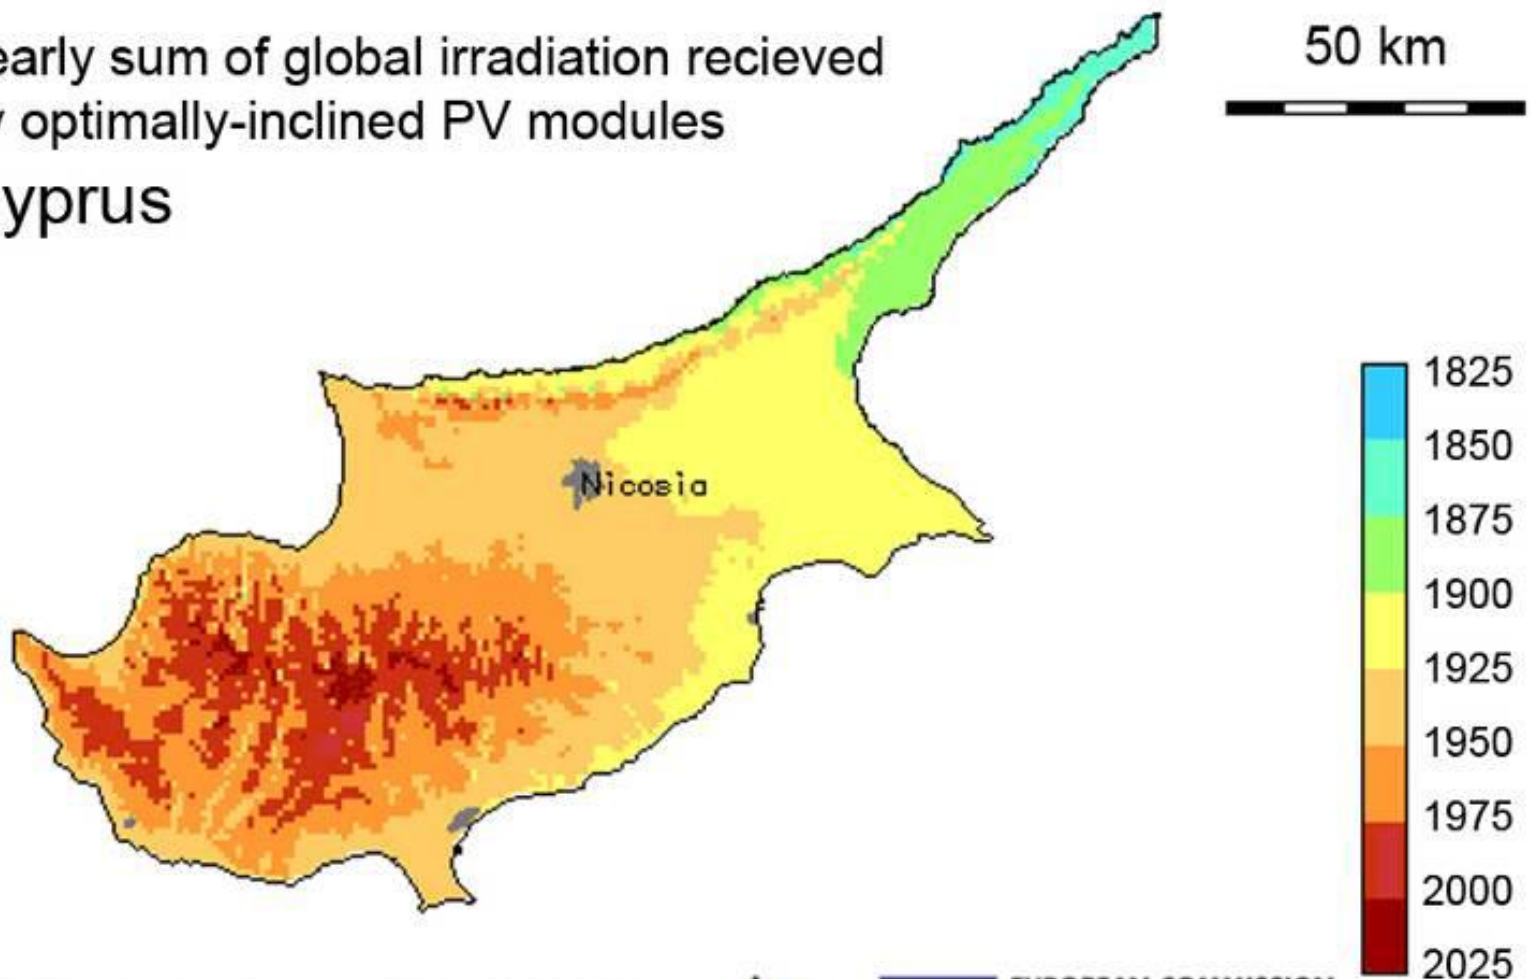 early sum of global irradiation recieved
y optimally-inclined PV modules
yprus
50 km
Nicosia
1825
1850
1875
1900
1925
1950
1975
2000
2025